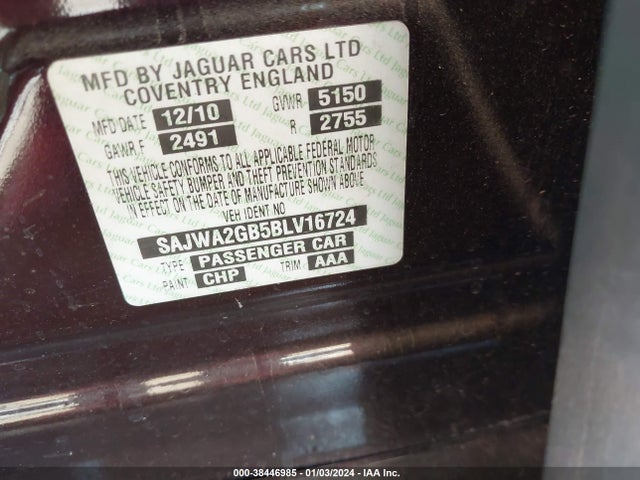 MFD BY JAGUAR CARS LTD
COVENTRY ENGLAND
MFD DATE 12/10 GVWR 5150
GAWR.F 2491 R 2755
THIS VEHICLE CONFORMS TO ALL APPLICABLE FEDERAL MOTOR
VEHICLE SAFETY, BUMPER AND THEFT PREVENTION STANDARDS
IN EFFECT ON THE DATE OF MANUFACTURE SHOWN ABOVE
VEH IDENT NO
SAJWA2GB5BLV16724
TYPE PASSENGER CAR
PAINT CHP TRIM AAA
000-38446985 - 01/03/2024 - IAA Inc.